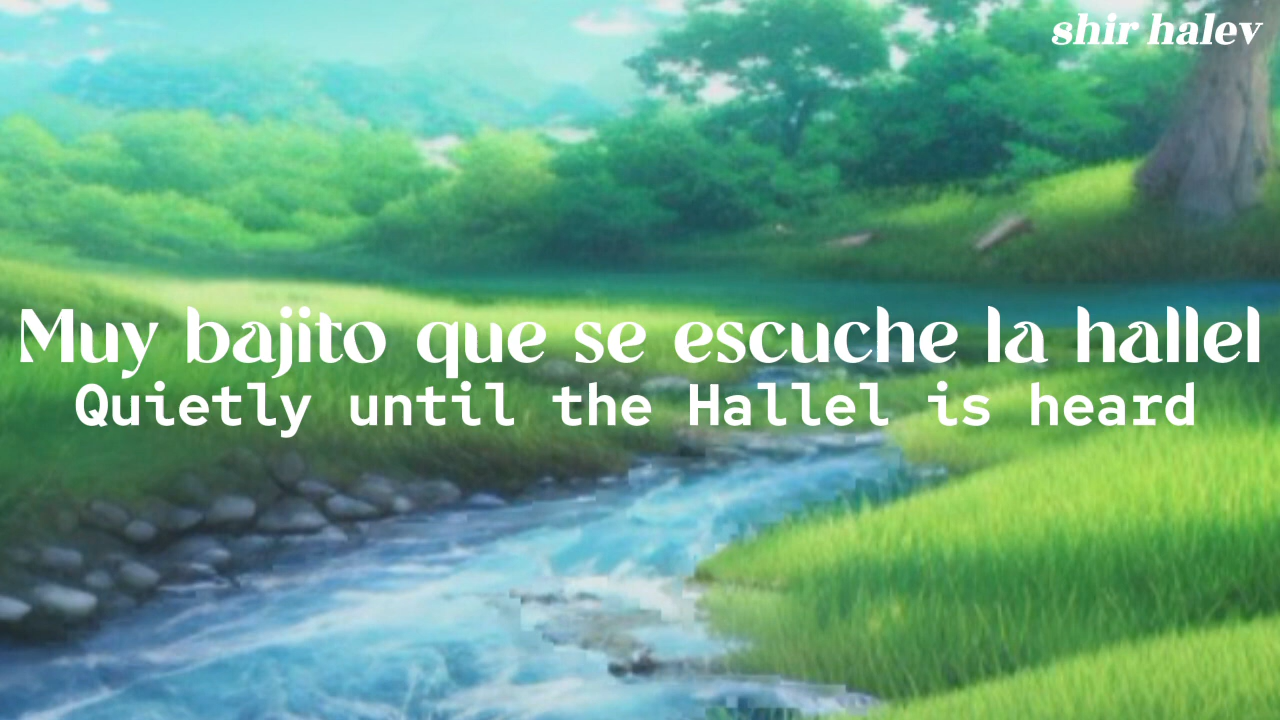 shir halev
Muy bajito que se escuche la hallel
Quietly until the Hallel is heard